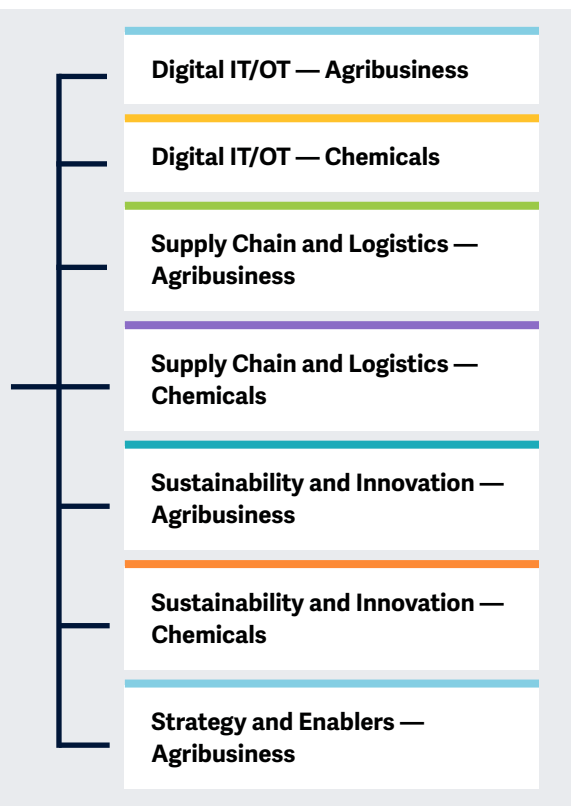 Digital IT/OT — Agribusiness
Digital IT/OT — Chemicals
Supply Chain and Logistics —
Agribusiness
Supply Chain and Logistics —
Chemicals
Sustainability and Innovation —
Agribusiness
Sustainability and Innovation —
Chemicals
Strategy and Enablers —
Agribusiness